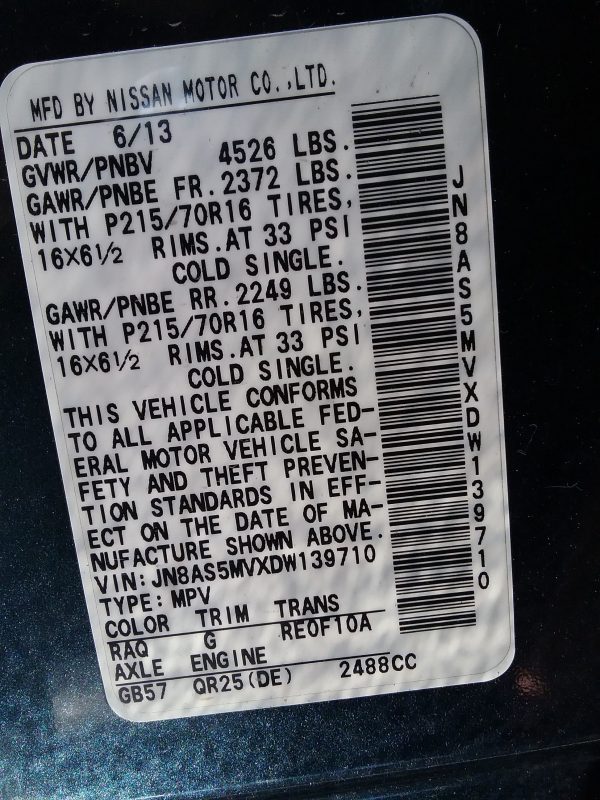 MFD BY NISSAN MOTOR CO.,LTD.
DATE 6/13
GVWR/PNBV 4526 LBS.
GAWR/PNBE FR.2372 LBS.
WITH P215/70R16 TIRES,
16X6½ RIMS.AT 33 PSI
COLD SINGLE.
GAWR/PNBE RR.2249 LBS.
WITH P215/70R16 TIRES,
16X6½ RIMS.AT 33 PSI
COLD SINGLE.
THIS VEHICLE CONFORMS
TO ALL APPLICABLE FED-
ERAL MOTOR VEHICLE SA-
FETY AND THEFT PREVEN-
TION STANDARDS IN EFF-
ECT ON THE DATE OF MA-
NUFACTURE SHOWN ABOVE.
VIN:JN8AS5MVXDW139710
TYPE:MPV
COLOR TRIM TRANS
RAQ G RE0F10A
AXLE ENGINE
GB57 QR25(DE) 2488CC
JN8AS5MVXDW139710